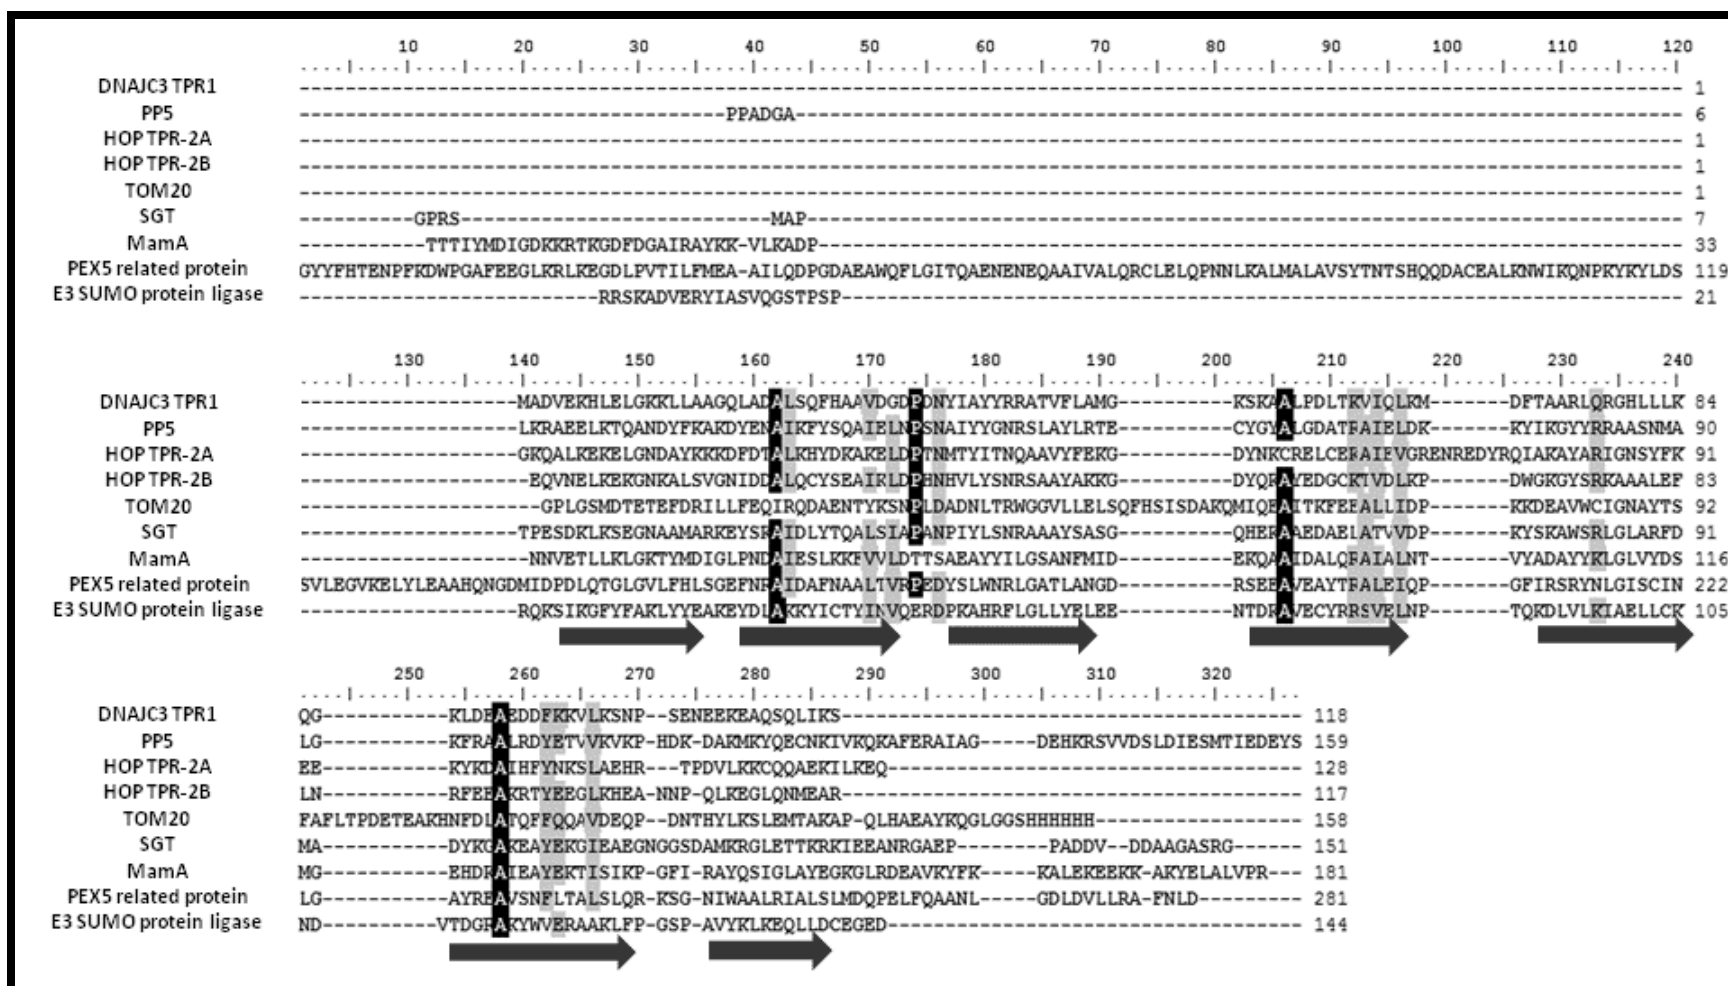 10 20 30 40 50 60 70 80 90 100 110 120
DNAJC3 TPR1 ------------------------------------------------------------------------------------------------------------------------ 1
PP5 -------------------------------------PPADGA----------------------------------------------------------------------------- 6
HOP TPR-2A ------------------------------------------------------------------------------------------------------------------------ 1
HOP TPR-2B ------------------------------------------------------------------------------------------------------------------------ 1
TOM20 ------------------------------------------------------------------------------------------------------------------------ 1
SGT ----------GPRS---------------------------MAP---------------------------------------------------------------------------- 7
MamA -----------TTTIYMDIGDKKRTKGDFDGAIRAYKK-VLKADP--------------------------------------------------------------------------- 33
PEX5 related protein GYYFHTENPFKDWPGAFEEGLKRLKEGDLPVTILFMEA-AILQDPGDAEAWQFLGITQAENENEQAAIVALQRCLELQPNNLKALMALAVSYTNTSHQQDACEALKNWIKQNPKYKYLDS 119
E3 SUMO protein ligase --------------------------RRSKADVERYIASVQGSTPSP------------------------------------------------------------------------- 21
130 140 150 160 170 180 190 200 210 220 230 240
DNAJC3 TPR1 MADVEKHLELGKKLLAAGQLADALSQFHAAVDGDPDNYIAYYRRATVFLAMG----------KSKAALPDLTKVIQLKM-------DFTAARLQRGHLLLK 84
PP5 LKRAEELKTQANDYFKAKDYENAIKFYSQAIELNPSNAIYYGNRSLAYLRTE----------CYGYALGDATRAIELDK-------KYIKGYYRRAASNMA 90
HOP TPR-2A GKQALKEKELGNDAYKKKDFDTALKHYDKAKELDPTNMTYITNQAAVYFEKG----------DYNKCRELCEKAIEVGRENREDYRQIAKAYARIGNSYFK 91
HOP TPR-2B EQVNELKEKGNKALSVGNIDDALQCYSEAIKLDPHNHVLYSNRSAAYAKKG----------DYQKAYEDGCKTVDLKP-------DWGKGYSRKAAALEF 83
TOM20 GPLGSMDTETEFDRILLFEQIRQDAENTYKSNPLDADNLTRWGGVLLELSQFHSISDAKQMIQEAITKFEEALLIDP-------KKDEAVWCIGNAYTS 92
SGT TPESDKLKSEGNAAMARKEYSKAIDLYTQALSIAPANPIYLSNRAAAYSASG----------QHEKAAEDAELATVVDP-------KYSKAWSRLGLARFD 91
MamA NNVETLLKLGKTYMDIGLPNDAIESLKKFVVLDTTSAEAYYILGSANFMID----------EKQAAIDALQRAIALNT-------VYADAYYKLGLVYDS 116
PEX5 related protein SVLEGVKELYLEAAHQNGDMIDPDLQTGLGVLFHLSGEFNRAIDAFNAALTVRPEDYSLWNRLGATLANGD----------RSEEAVEAYTRALEIQP-------GFIRSRYNLGISCIN 222
E3 SUMO protein ligase RQKSIKGFYFAKLYYEAKEYDLAKKYICTYINVQERDPKAHRFLGLLYELEE----------NTDKAVECYRRSVELNP-------TQKDLVLKIAELLCK 105
250 260 270 280 290 300 310 320
DNAJC3 TPR1 QG-----------KLDEAEDDFKKVLKSNP--SENEEKEAQSQLIKS---------------------------------------- 118
PP5 LG-----------KFRAALRDYETVVKVKP-HDK-DAKMKYQECNKIVKQKAFERAIAG-----DEHKRSVVDSLDIESMTIEDEYS 159
HOP TPR-2A EE-----------KYKDAIHFYNKSLAEHR---TPDVLKKCQQAEKILKEQ------------------------------------ 128
HOP TPR-2B LN-----------RFEEAKRTYEEGLKHEA-NNP-QLKEGLQNMEAR---------------------------------------- 117
TOM20 FAFLTPDETEAKHNFDLATQFFQQAVDEQP--DNTHYLKSLEMTAKAP-QLHAEAYKQGLGGSHHHHHH------------------ 158
SGT MA-----------DYKGAKEAYEKGIEAEGNGGSDAMKRGLETTKRKIEEANRGAEP--------PADDV--DDAAGASRG------ 151
MamA MG-----------EHDKAIEAYEKTISIKP-GFI-RAYQSIGLAYEGKGLRDEAVKYFK-----KALEKEEKK-AKYELALVPR--- 181
PEX5 related protein LG-----------AYREAVSNFLTALSLQR-KSG-NIWAALRIALSLMDQPELFQAANL-----GDLDVLLRA-FNLD--------- 281
E3 SUMO protein ligase ND----------VTDGRAKYWVERAAKLFP-GSP-AVYKLKEQLLDCEGED------------------------------------ 144